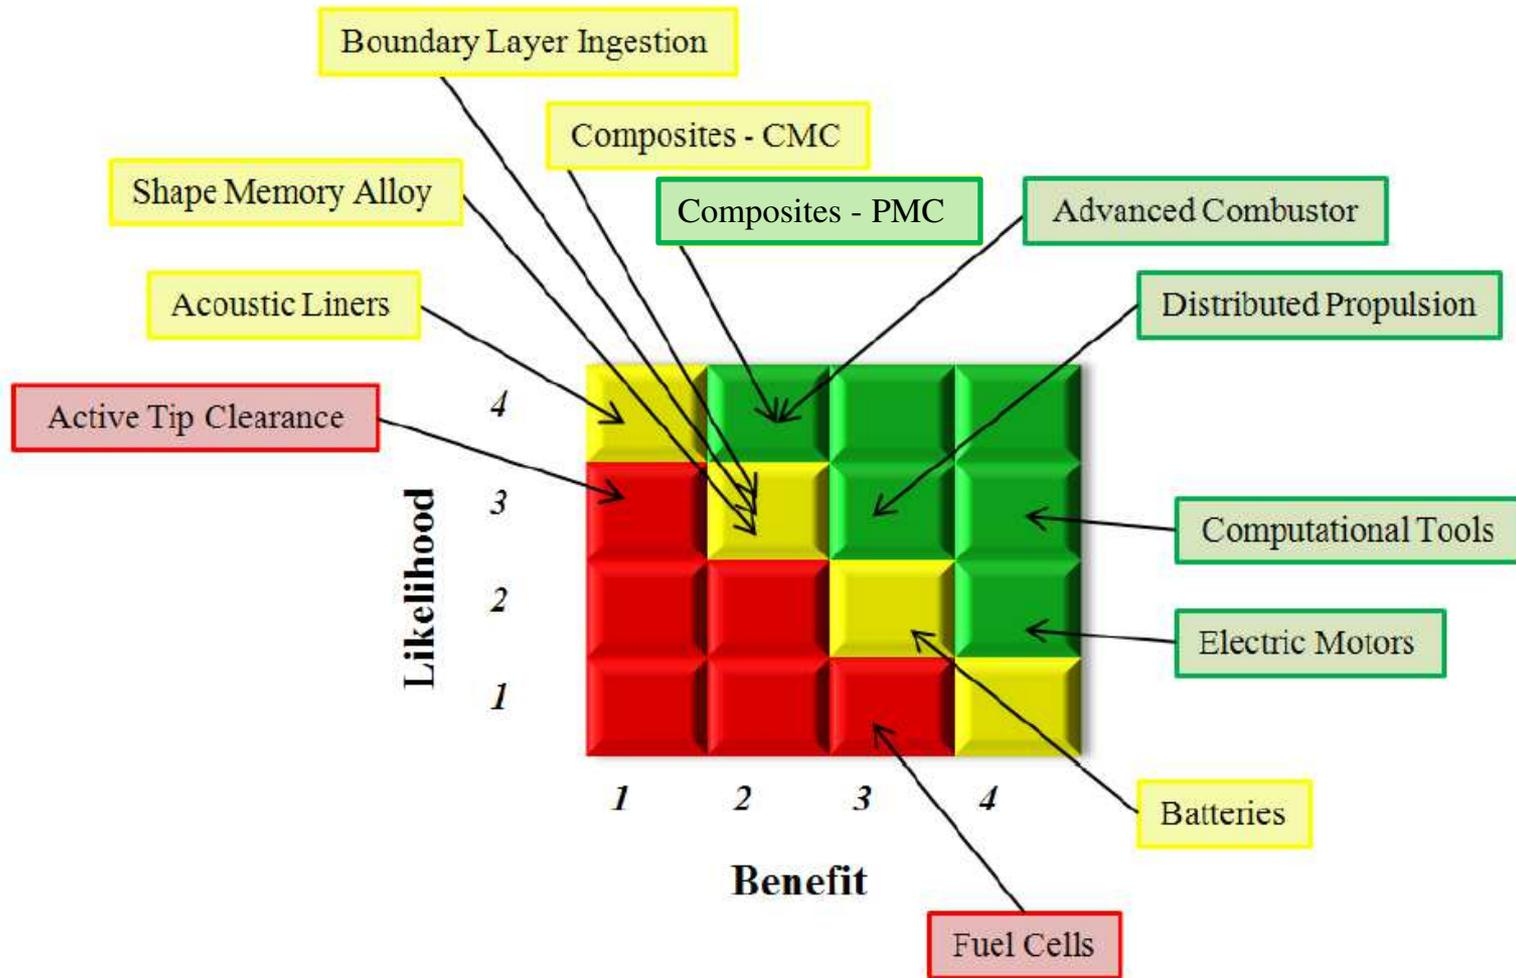 Boundary Layer Ingestion
Composites - CMC
Shape Memory Alloy
Composites - PMC
Advanced Combustor
Acoustic Liners
Distributed Propulsion
Active Tip Clearance
4
3
2
1
Likelihood
Computational Tools
Electric Motors
1 2 3 4
Batteries
Benefit
Fuel Cells